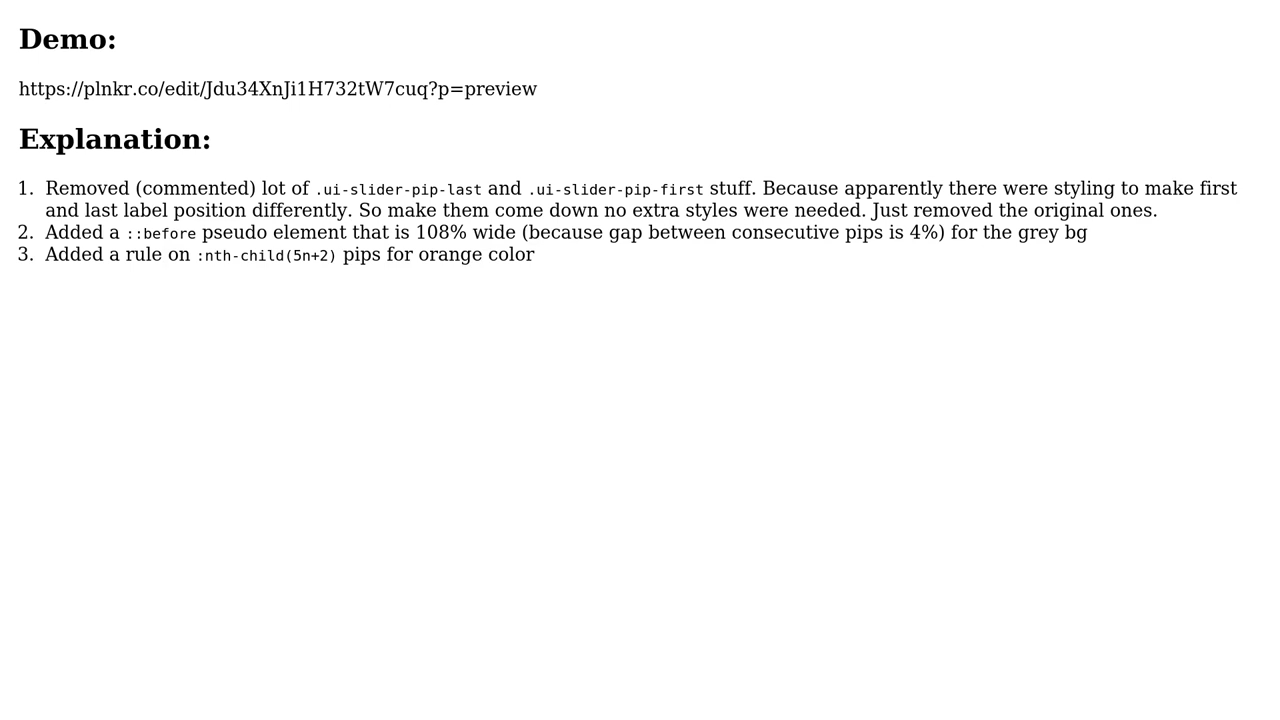 Demo:
https://plnkr.co/edit/Jdu34XnJi1H732tW7cuq?p=preview
Explanation:
1. Removed (commented) lot of .ui-slider-pip-last and .ui-slider-pip-first stuff. Because apparently there were styling to make first
and last label position differently. So make them come down no extra styles were needed. Just removed the original ones.
2. Added a ::before pseudo element that is 108% wide (because gap between consecutive pips is 4%) for the grey bg
3. Added a rule on :nth-child(5n+2) pips for orange color